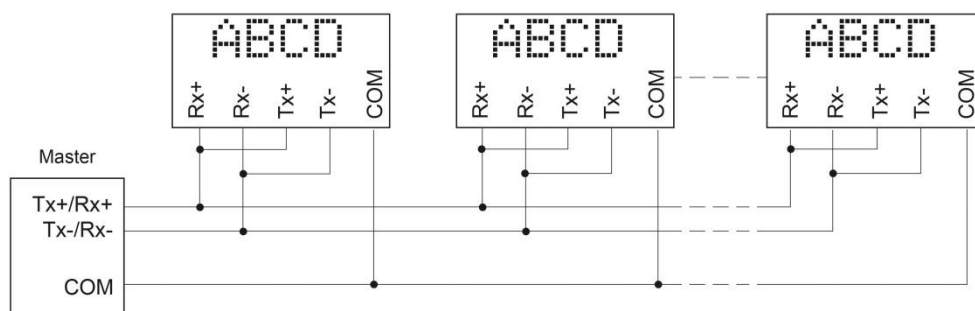 ABCD ABCD ABCD
Rx+ Rx- Tx+ Tx- COM Rx+ Rx- Tx+ Tx- COM Rx+ Rx- Tx+ Tx- COM
Master
Tx+/Rx+
Tx-/Rx-
COM